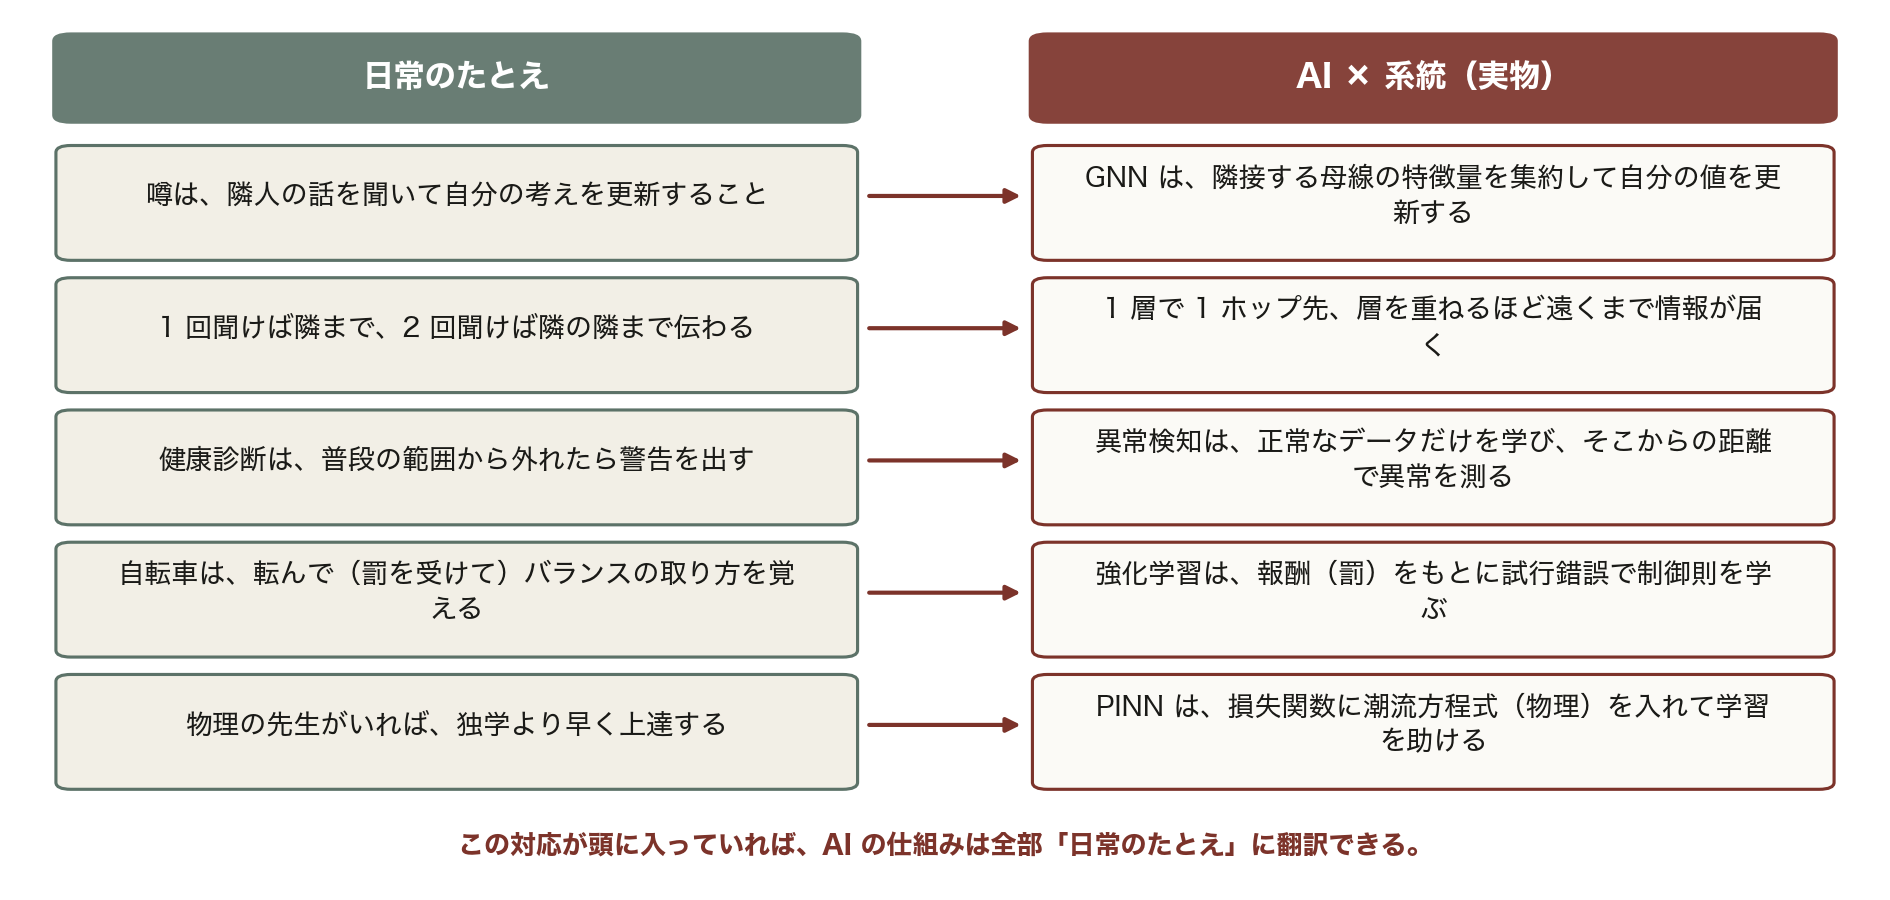 日常のたとえ
AI × 系統（実物）
噂は、隣人の話を聞いて自分の考えを更新すること
GNN は、隣接する母線の特徴量を集約して自分の値を更
新する
1 回聞けば隣まで、2 回聞けば隣の隣まで伝わる
1 層で 1 ホップ先、層を重ねるほど遠くまで情報が届
く
健康診断は、普段の範囲から外れたら警告を出す
異常検知は、正常なデータだけを学び、そこからの距離
で異常を測る
自転車は、転んで（罰を受けて）バランスの取り方を覚
える
強化学習は、報酬（罰）をもとに試行錯誤で制御則を学
ぶ
物理の先生がいれば、独学より早く上達する
PINN は、損失関数に潮流方程式（物理）を入れて学習
を助ける
この対応が頭に入っていれば、AI の仕組みは全部「日常のたとえ」に翻訳できる。